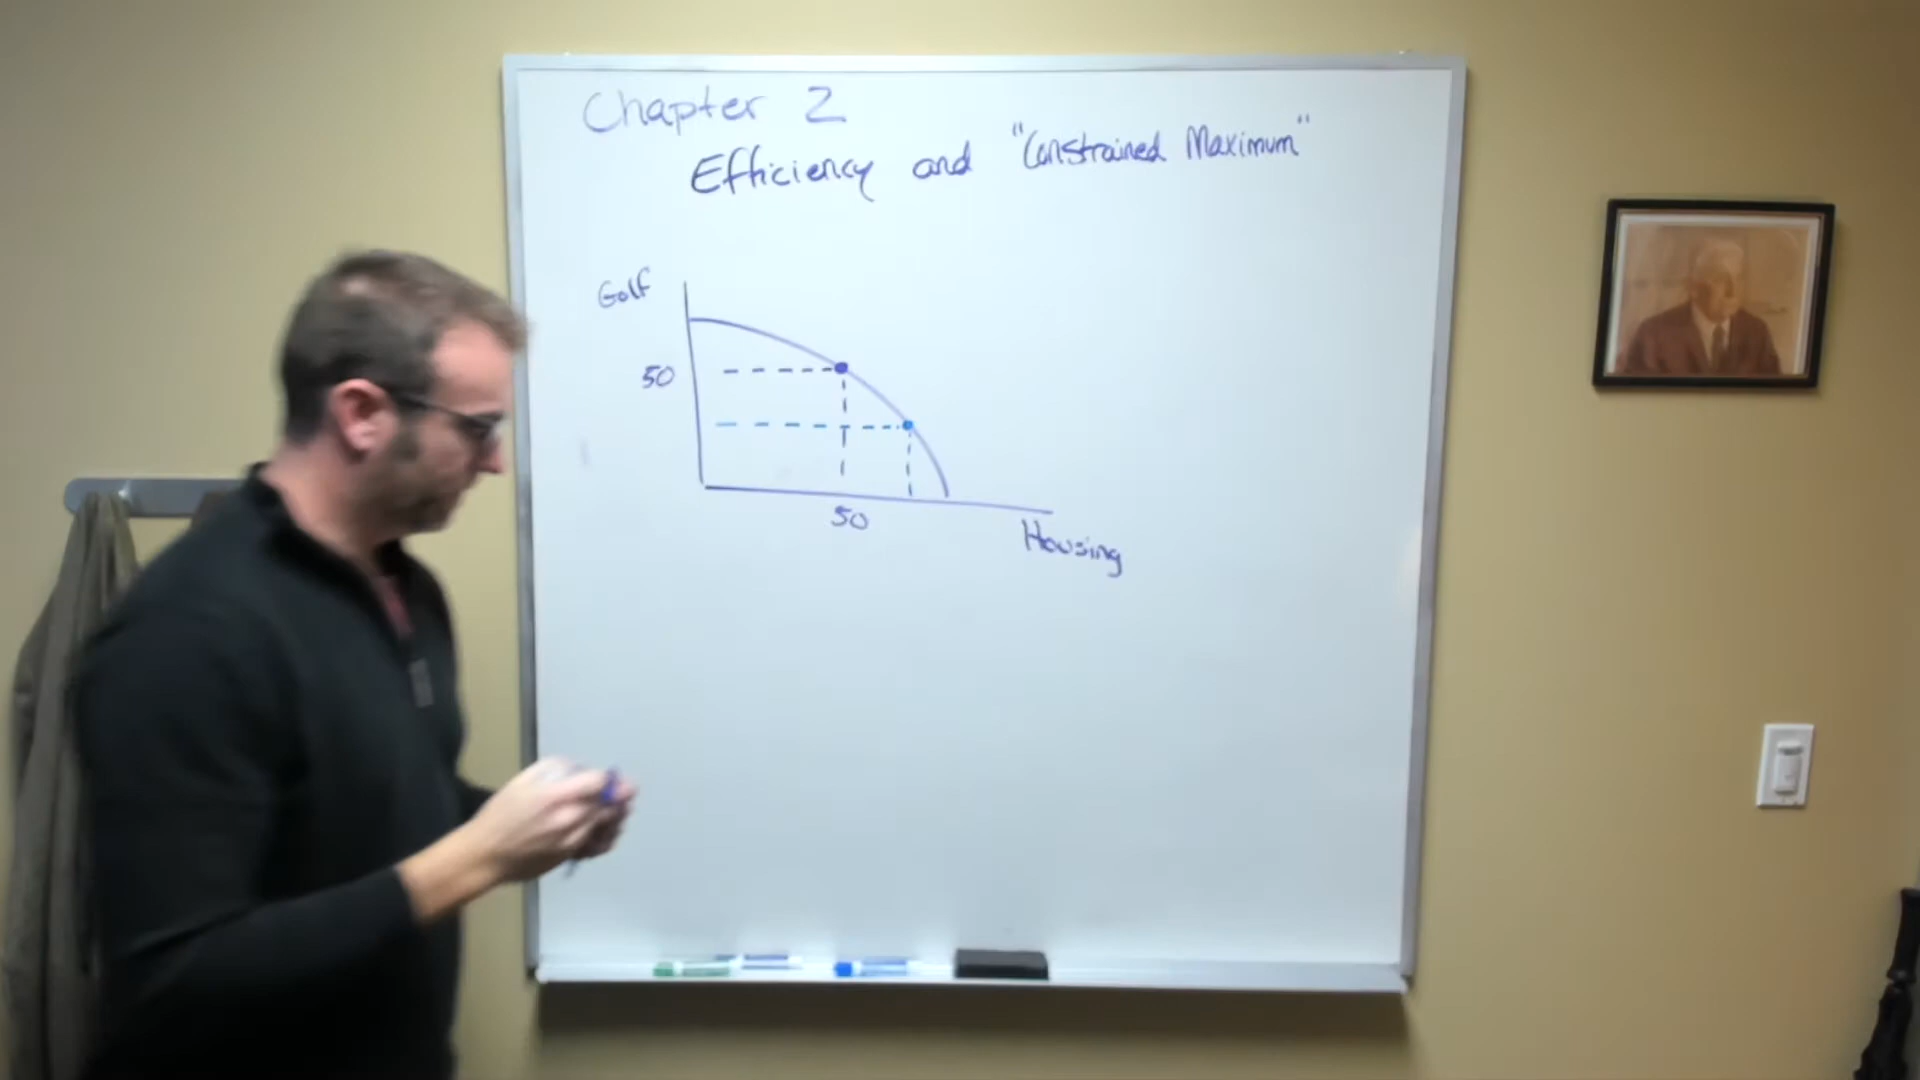 Chapter 2
Efficiency and "Constrained Maximum"
Golf
50
50
Housing